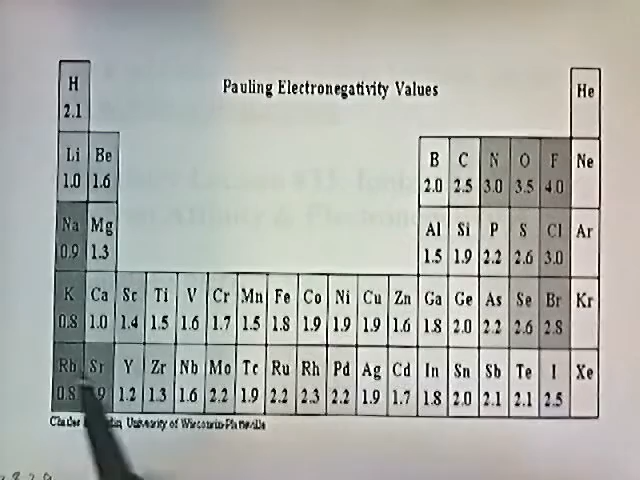 H Pauling Electronegativity Values He
2.1
Li Be B C N O F Ne
1.0 1.6 2.0 2.5 3.0 3.5 4.0
Na Mg Al Si P S Cl Ar
0.9 1.3 1.5 1.9 2.2 2.6 3.0
K Ca Sc Ti V Cr Mn Fe Co Ni Cu Zn Ga Ge As Se Br Kr
0.8 1.0 1.4 1.5 1.6 1.7 1.5 1.8 1.9 1.9 1.9 1.6 1.8 2.0 2.2 2.6 2.8
Rb Sr Y Zr Nb Mo Tc Ru Rh Pd Ag Cd In Sn Sb Te I Xe
0.8 1.2 1.3 1.6 2.2 1.9 2.2 2.3 2.2 1.9 1.7 1.8 2.0 2.1 2.1 2.5
University of Wisconsin-Platteville